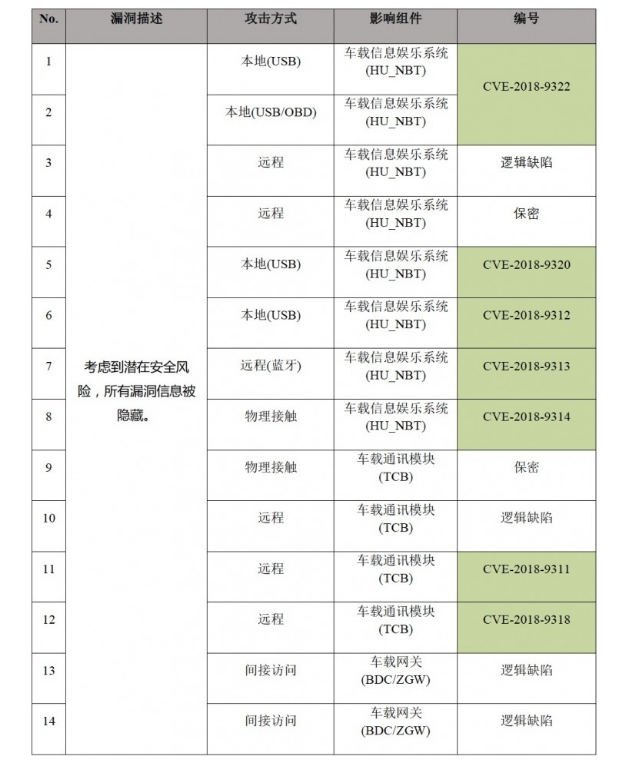 No. 漏洞描述 攻击方式 影响组件 编号
1 本地(USB) 车载信息娱乐系统
(HU_NBT)
CVE-2018-9322
2 本地(USB/OBD) 车载信息娱乐系统
(HU_NBT)
3 远程 车载信息娱乐系统
(HU_NBT)
逻辑缺陷
4 远程 车载信息娱乐系统
(HU_NBT)
保密
5 本地(USB) 车载信息娱乐系统
(HU_NBT)
CVE-2018-9320
6 本地(USB) 车载信息娱乐系统
(HU_NBT)
CVE-2018-9312
考虑到潜在安全风
险，所有漏洞信息被
隐藏。
7 远程(蓝牙) 车载信息娱乐系统
(HU_NBT)
CVE-2018-9313
8 物理接触 车载信息娱乐系统
(HU_NBT)
CVE-2018-9314
9 物理接触 车载通讯模块
(TCB)
保密
10 远程 车载通讯模块
(TCB)
逻辑缺陷
11 远程 车载通讯模块
(TCB)
CVE-2018-9311
12 远程 车载通讯模块
(TCB)
CVE-2018-9318
13 间接访问 车载网关
(BDC/ZGW)
逻辑缺陷
14 间接访问 车载网关
(BDC/ZGW)
逻辑缺陷